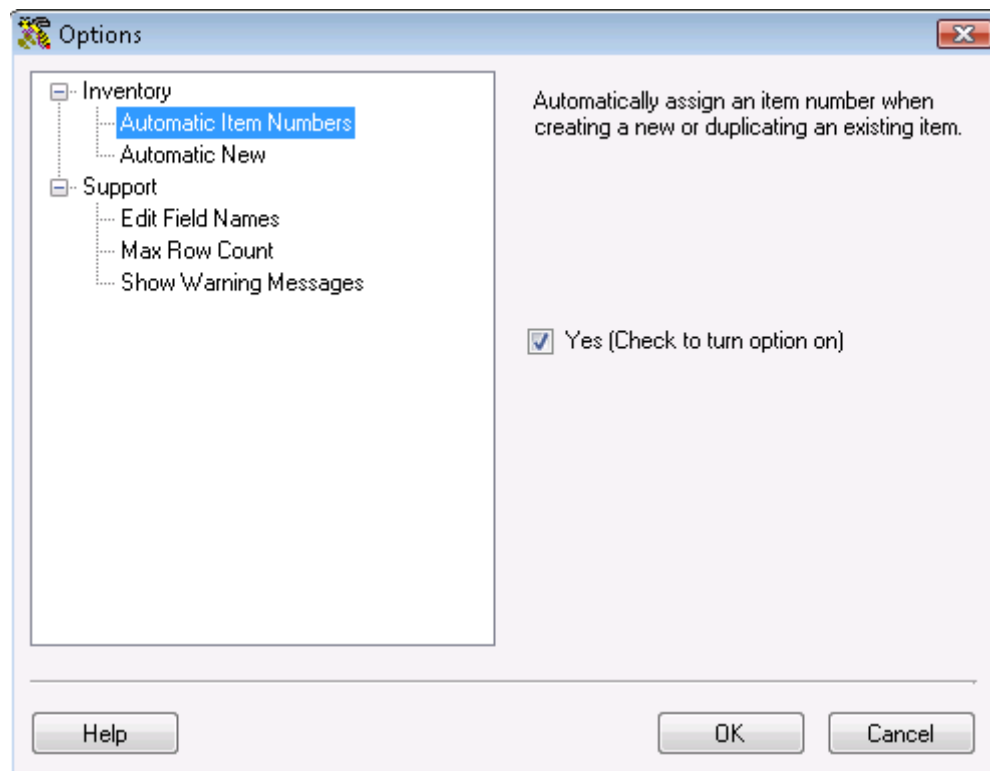 Options
Inventory
Automatic Item Numbers
Automatic New
Support
Edit Field Names
Max Row Count
Show Warning Messages
Automatically assign an item number when
creating a new or duplicating an existing item.
Yes (Check to turn option on)
Help
OK
Cancel